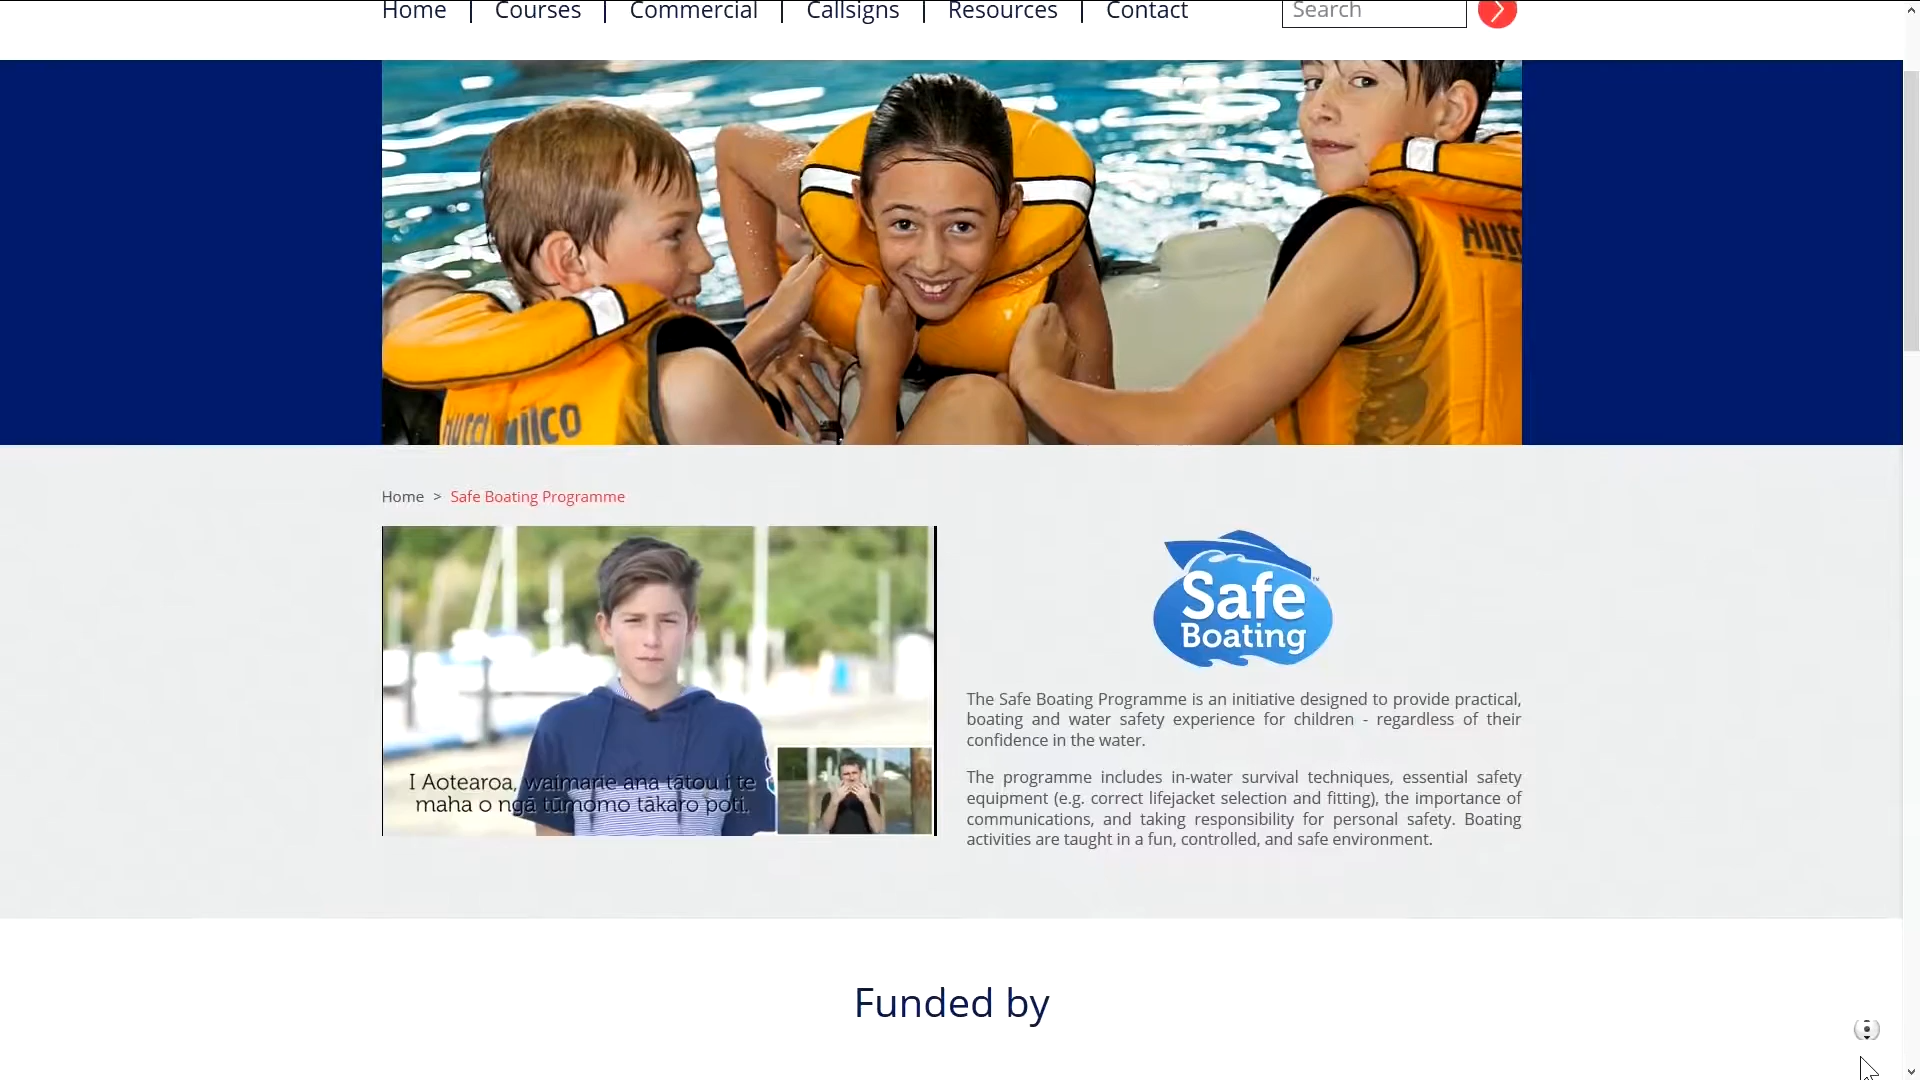 Home
Courses
Commercial
Callsigns
Resources
Contact
Search
Home > Safe Boating Programme
I Aotearoa, waimarie ana tātou i te
maha o ngā tūmomo tākaro poti.
Safe
Boating
TM
The Safe Boating Programme is an initiative designed to provide practical,
boating and water safety experience for children - regardless of their
confidence in the water.
The programme includes in-water survival techniques, essential safety
equipment (e.g. correct lifejacket selection and fitting), the importance of
communications, and taking responsibility for personal safety. Boating
activities are taught in a fun, controlled, and safe environment.
Funded by